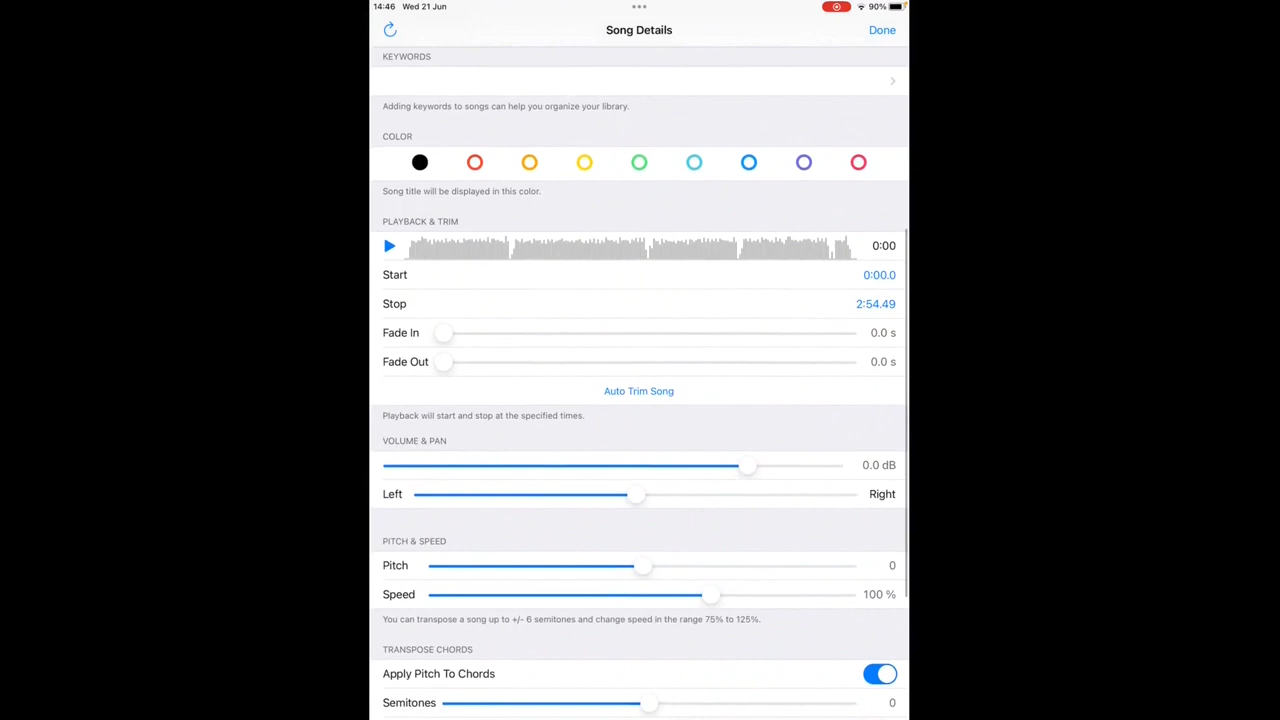 14:46 Wed 21 Jun 90%
Song Details Done
KEYWORDS
Adding keywords to songs can help you organize your library.
COLOR
Song title will be displayed in this color.
PLAYBACK & TRIM
0:00
Start 0:00.0
Stop 2:54.49
Fade In 0.0 s
Fade Out 0.0 s
Auto Trim Song
Playback will start and stop at the specified times.
VOLUME & PAN
0.0 dB
Left Right
PITCH & SPEED
Pitch 0
Speed 100 %
You can transpose a song up to +/- 6 semitones and change speed in the range 75% to 125%.
TRANSPOSE CHORDS
Apply Pitch To Chords
Semitones 0